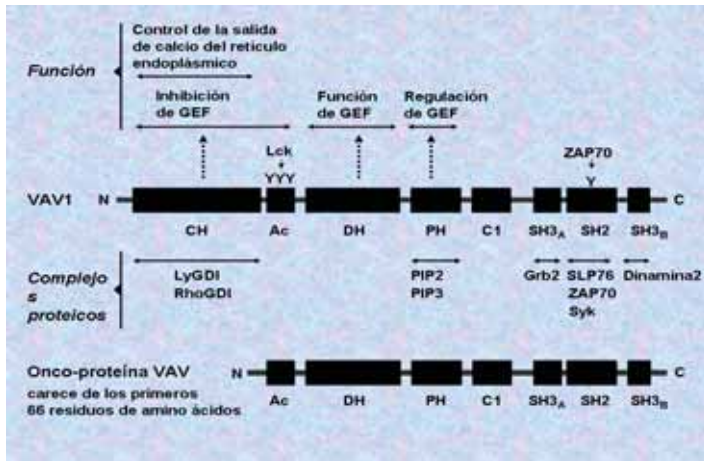 Control de la salida
de calcio del retículo
endoplásmico
Función
Inhibición
de GEF
Función
de GEF
Regulación
de GEF
Lck
YYY
ZAP70
Y
VAV1 N C
CH Ac DH PH C1 SH3A SH2 SH3B
Complejo
s
proteicos
LyGDI
RhoGDI
PIP2
PIP3
Grb2
SLP76
ZAP70
Syk
Dinamina2
Onco-proteína VAV N C
carece de los primeros
66 residuos de amino ácidos
Ac DH PH C1 SH3A SH2 SH3B